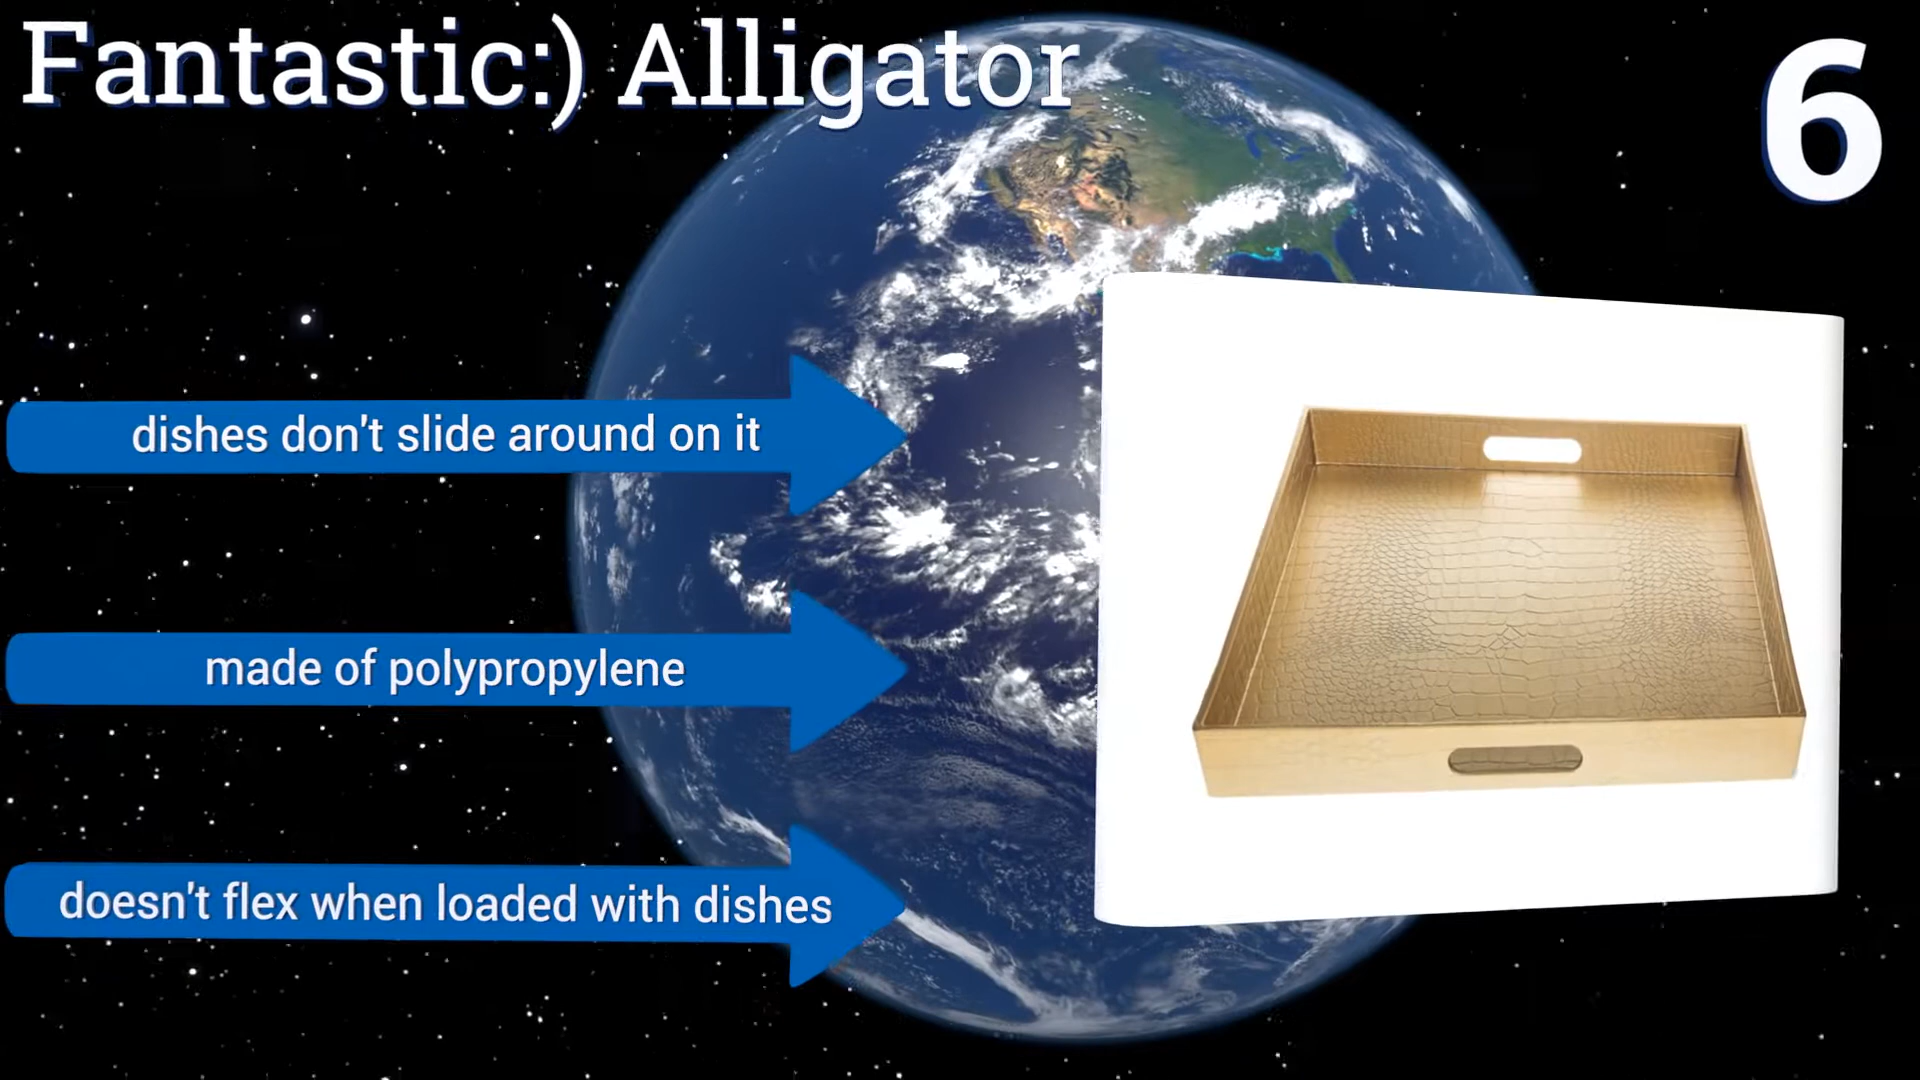 Fantastic:) Alligator
6
dishes don't slide around on it
made of polypropylene
doesn't flex when loaded with dishes